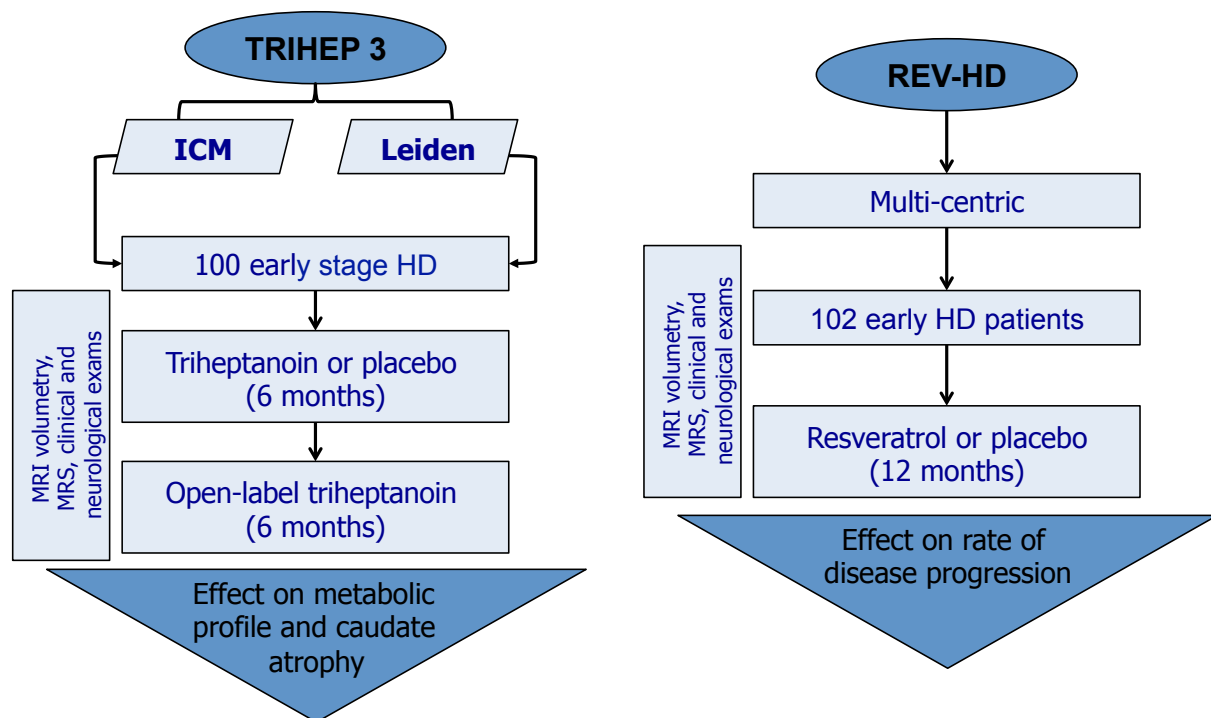 TRIHEP 3
ICM
Leiden
100 early stage HD
MRI volumetry,
MRS, clinical and
neurological exams
Triheptanoin or placebo
(6 months)
Open-label triheptanoin
(6 months)
Effect on metabolic
profile and caudate
atrophy
REV-HD
Multi-centric
MRI volumetry,
MRS, clinical and
neurological exams
102 early HD patients
Resveratrol or placebo
(12 months)
Effect on rate of
disease progression